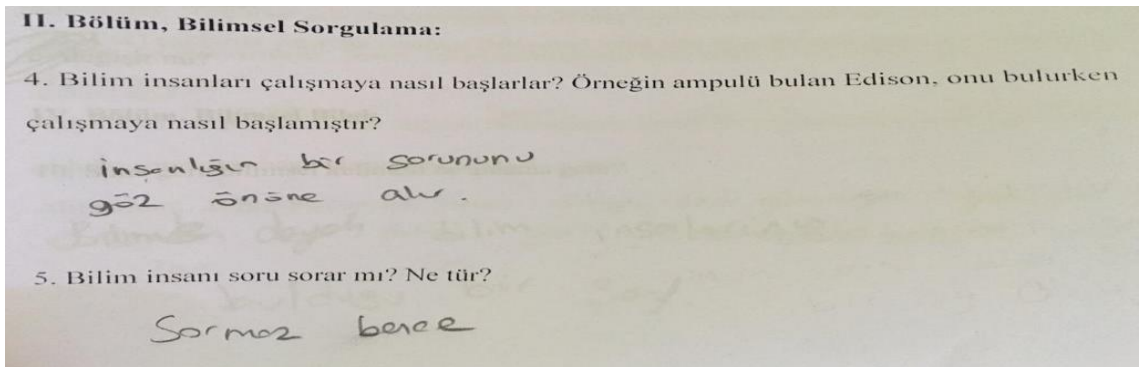 II. Bölüm, Bilimsel Sorgulama:
4. Bilim insanları çalışmaya nasıl başlarlar? Örneğin ampulü bulan Edison, onu bulurken
çalışmaya nasıl başlamıştır?
insanlığın bir sorununu
göz önüne alır.
5. Bilim insanı soru sorar mı? Ne tür?
Sormaz bence